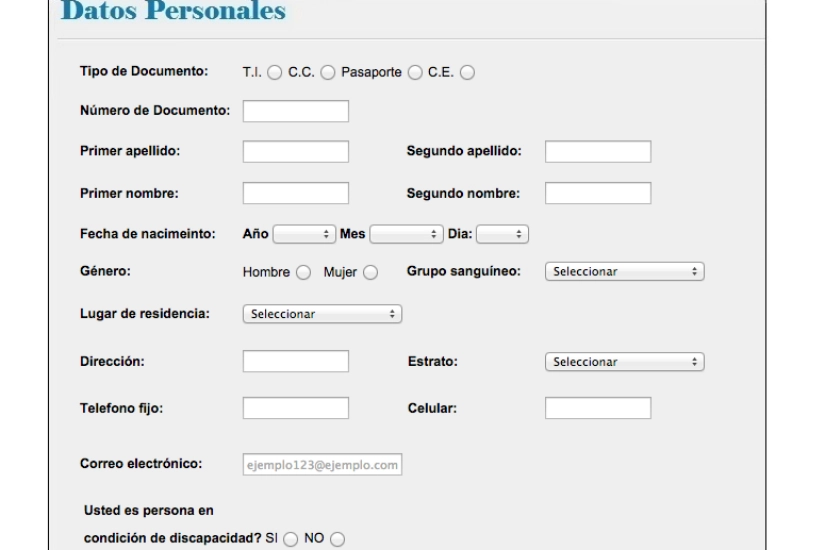 Datos Personales
Tipo de Documento: T.I. C.C. Pasaporte C.E.
Número de Documento:
Primer apellido: Segundo apellido:
Primer nombre: Segundo nombre:
Fecha de nacimeinto: Año Mes Dia:
Género: Hombre Mujer Grupo sanguíneo: Seleccionar
Lugar de residencia: Seleccionar
Dirección: Estrato: Seleccionar
Telefono fijo: Celular:
Correo electrónico: ejemplo123@ejemplo.com
Usted es persona en
condición de discapacidad? SI NO